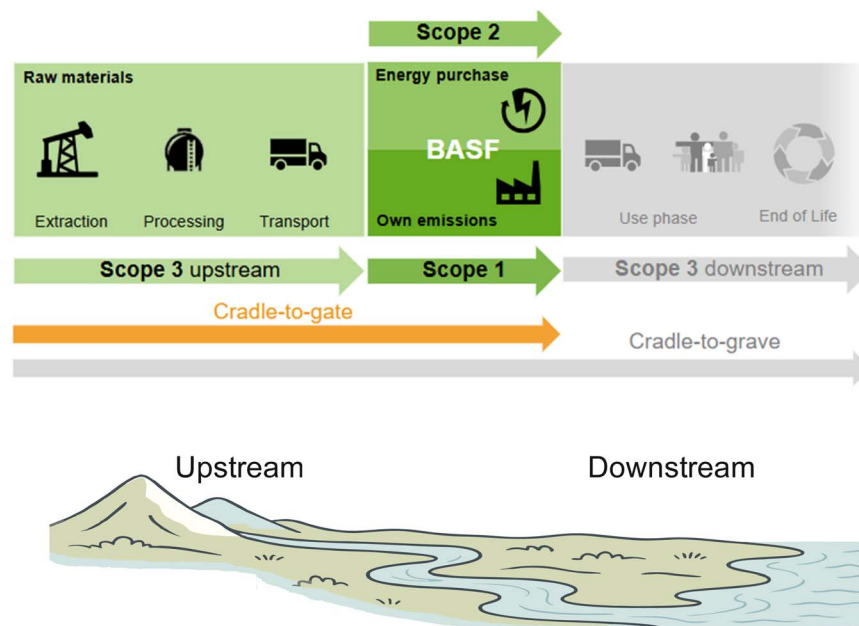 Scope 2
Raw materials
Energy purchase
BASF
Extraction
Processing
Transport
Own emissions
Use phase
End of Life
Scope 3 upstream
Scope 1
Scope 3 downstream
Cradle-to-gate
Cradle-to-grave
Upstream
Downstream